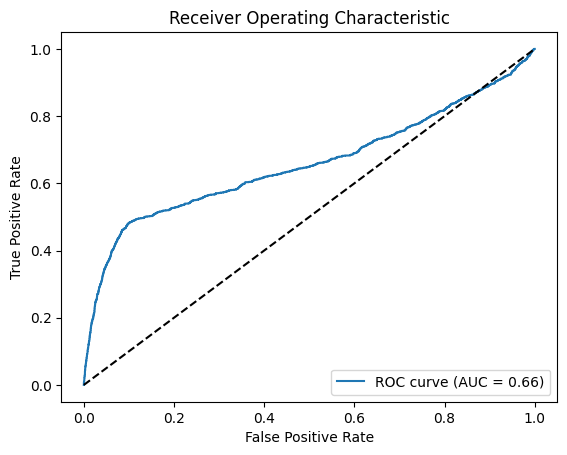 Receiver Operating Characteristic
1.0
0.8
0.6
0.4
0.2
0.0
True Positive Rate
ROC curve (AUC = 0.66)
0.0 0.2 0.4 0.6 0.8 1.0
False Positive Rate